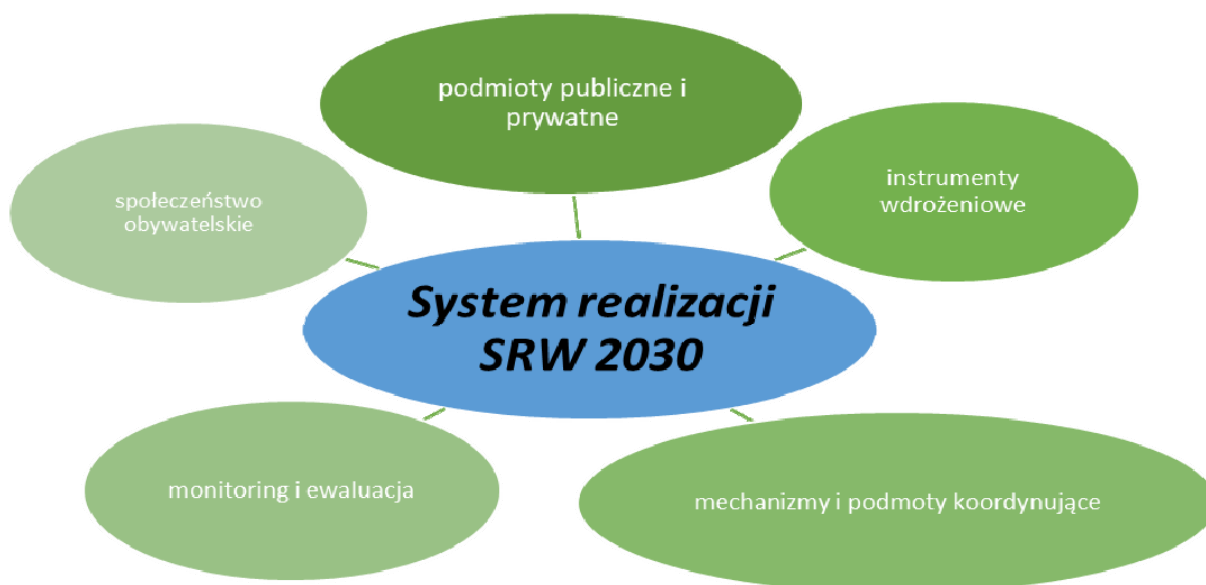 podmioty publiczne i
prywatne
instrumenty
wdrożeniowe
społeczeństwo
obywatelskie
System realizacji
SRW 2030
monitoring i ewaluacja
mechanizmy i podmoty koordynujące